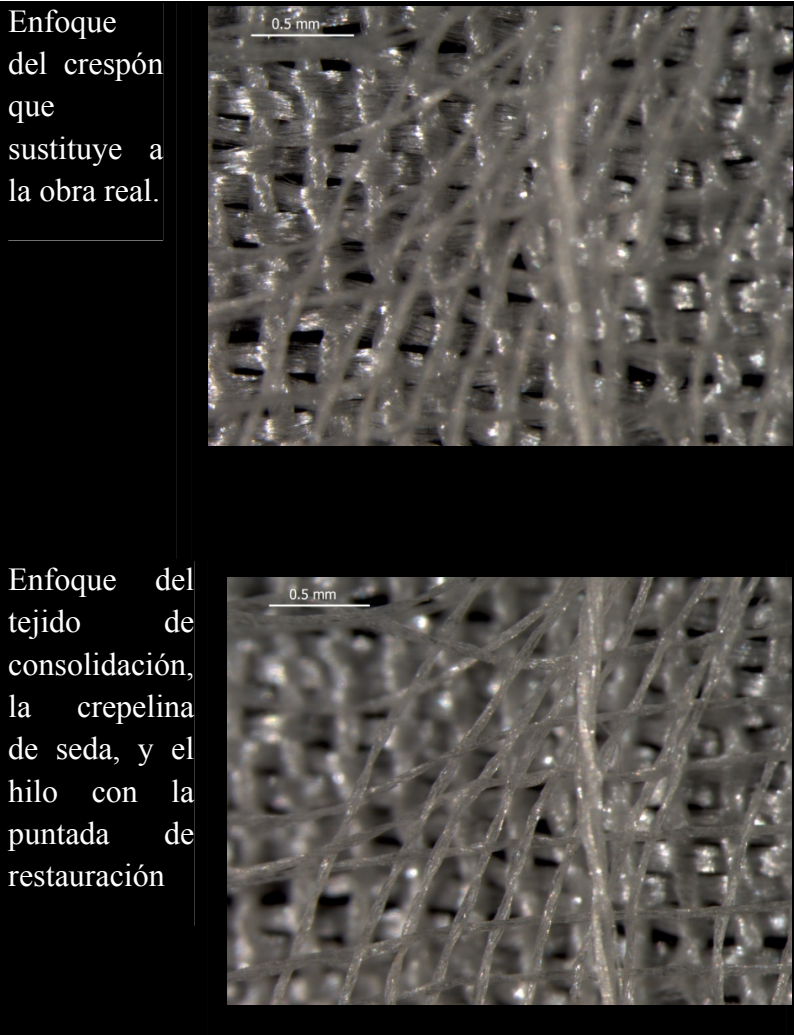 Enfoque
del crespón
que
sustituye a
la obra real.
0.5 mm
Enfoque del
tejido de
consolidación,
la crepelina
de seda, y el
hilo con la
puntada de
restauración
0.5 mm